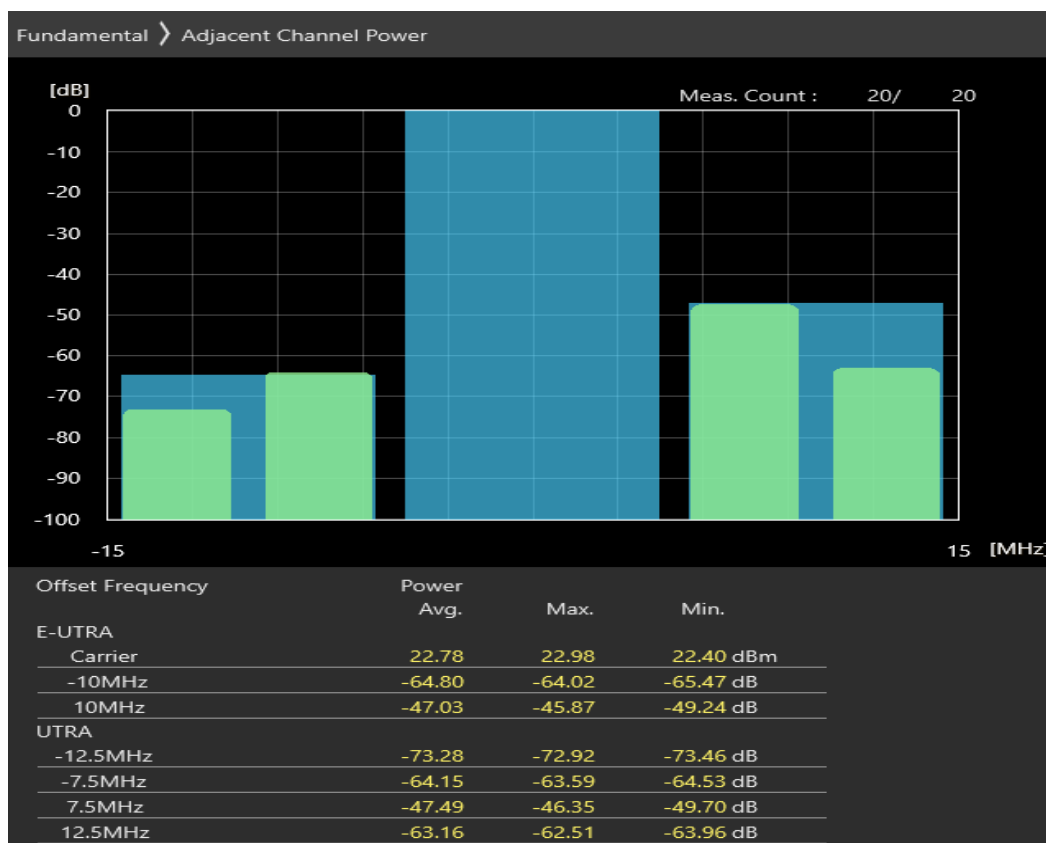 Fundamental ❯ Adjacent Channel Power
[dB]
Meas. Count : 20/ 20
0
-10
-20
-30
-40
-50
-60
-70
-80
-90
-100
-15 15 [MHz]
Offset Frequency Power
Avg. Max. Min.
E-UTRA
Carrier 22.78 22.98 22.40 dBm
-10MHz -64.80 -64.02 -65.47 dB
10MHz -47.03 -45.87 -49.24 dB
UTRA
-12.5MHz -73.28 -72.92 -73.46 dB
-7.5MHz -64.15 -63.59 -64.53 dB
7.5MHz -47.49 -46.35 -49.70 dB
12.5MHz -63.16 -62.51 -63.96 dB